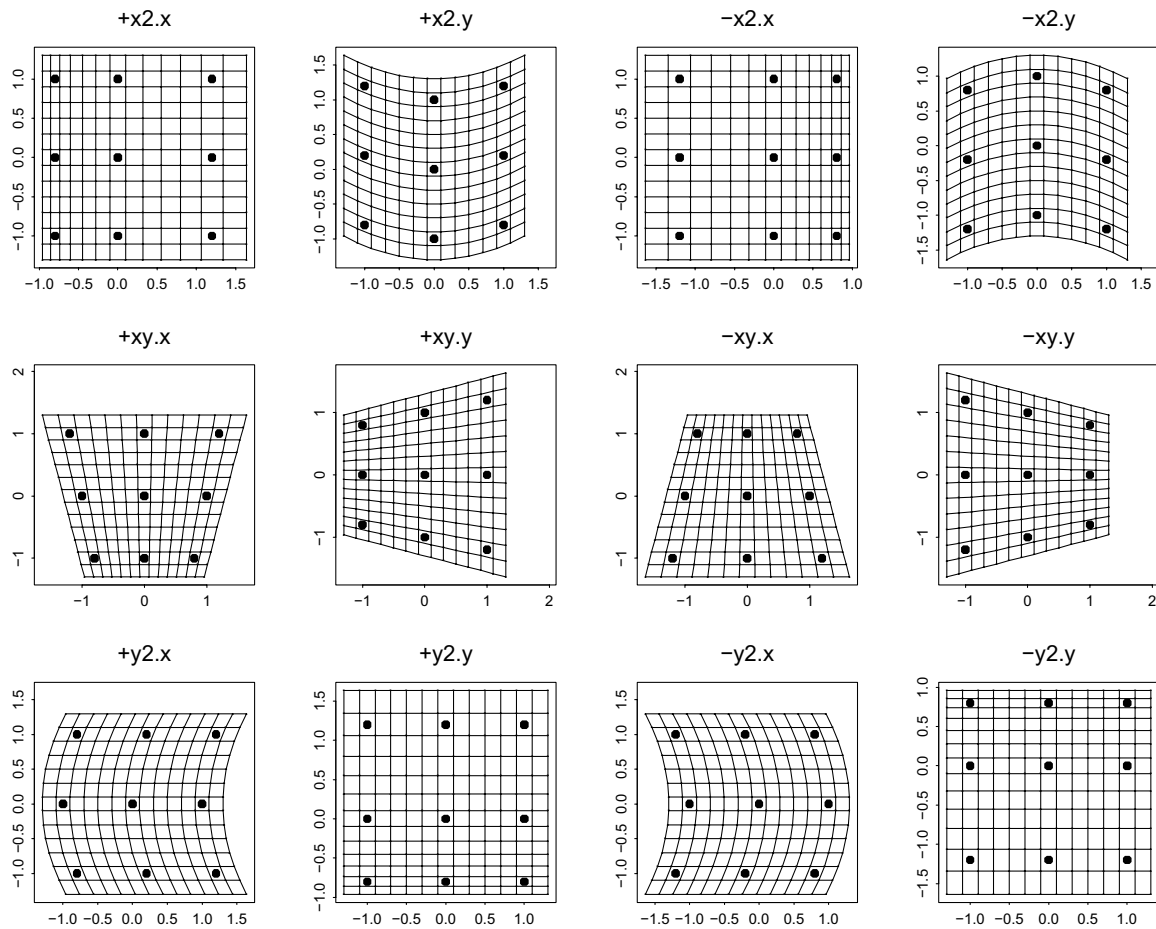 +x2.x +x2.y −x2.x −x2.y
1.0 0.5 0.0 −0.5 −1.0
−1.0 −0.5 0.0 0.5 1.0 1.5
1.5 1.0 0.5 0.0 −0.5 −1.0
−1.0 −0.5 0.0 0.5 1.0 1.5
1.0 0.5 0.0 −0.5 −1.0
−1.5 −1.0 −0.5 0.0 0.5 1.0
1.0 0.5 0.0 −0.5 −1.0 −1.5
−1.0 −0.5 0.0 0.5 1.0 1.5
+xy.x +xy.y −xy.x −xy.y
2 1 0 −1
−1 0 1
1 0 −1
−1 0 1 2
2 1 0 −1
−1 0 1
1 0 −1
−1 0 1 2
+y2.x +y2.y −y2.x −y2.y
1.5 1.0 0.5 0.0 −0.5 −1.0
−1.0 −0.5 0.0 0.5 1.0 1.5
1.5 1.0 0.5 0.0 −0.5 −1.0
−1.0 −0.5 0.0 0.5 1.0
1.5 1.0 0.5 0.0 −0.5 −1.0
−1.5 −1.0 −0.5 0.0 0.5 1.0
1.0 0.5 0.0 −0.5 −1.0 −1.5
−1.0 −0.5 0.0 0.5 1.0